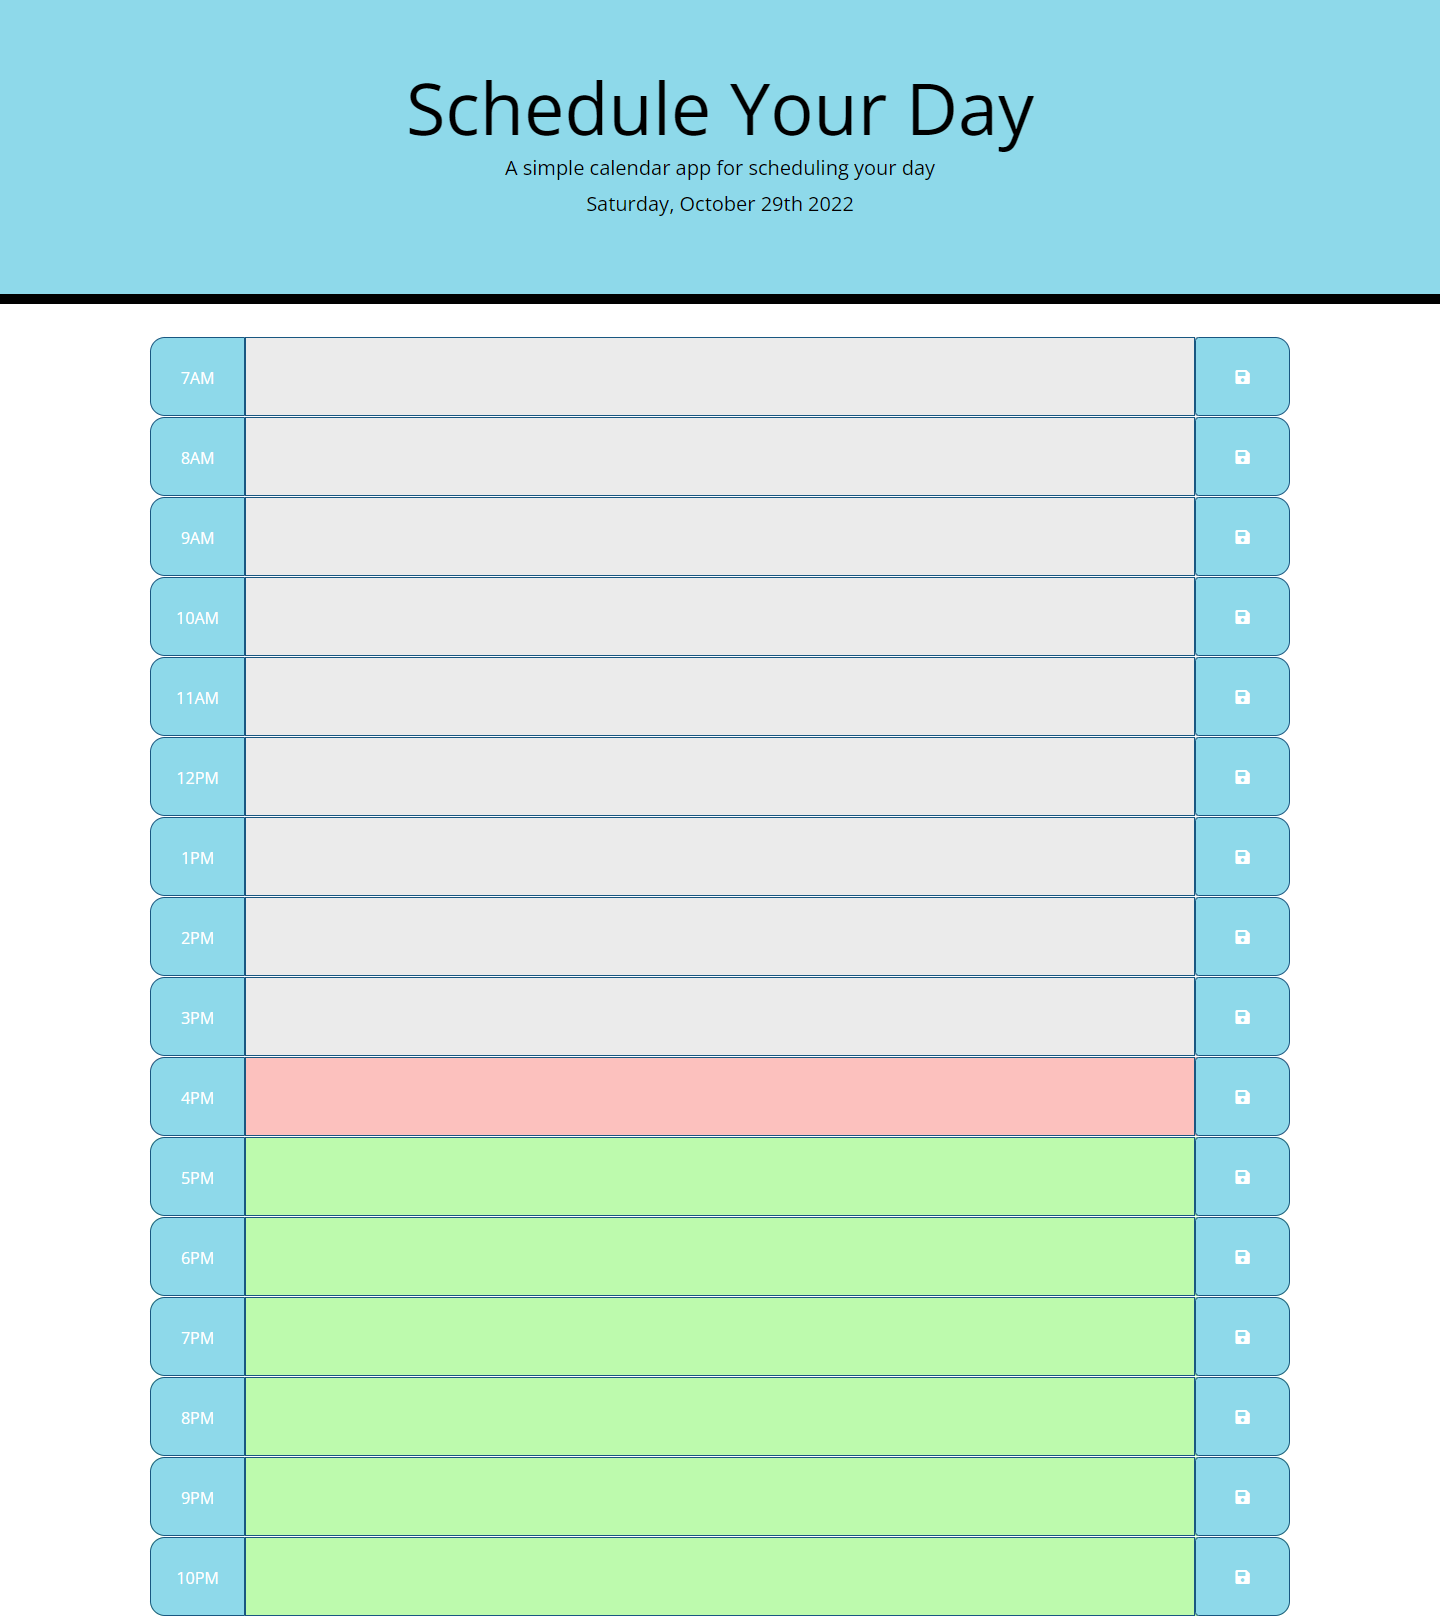 Schedule Your Day
A simple calendar app for scheduling your day
Saturday, October 29th 2022
7AM
8AM
9AM
10AM
11AM
12PM
1PM
2PM
3PM
4PM
5PM
6PM
7PM
8PM
9PM
10PM